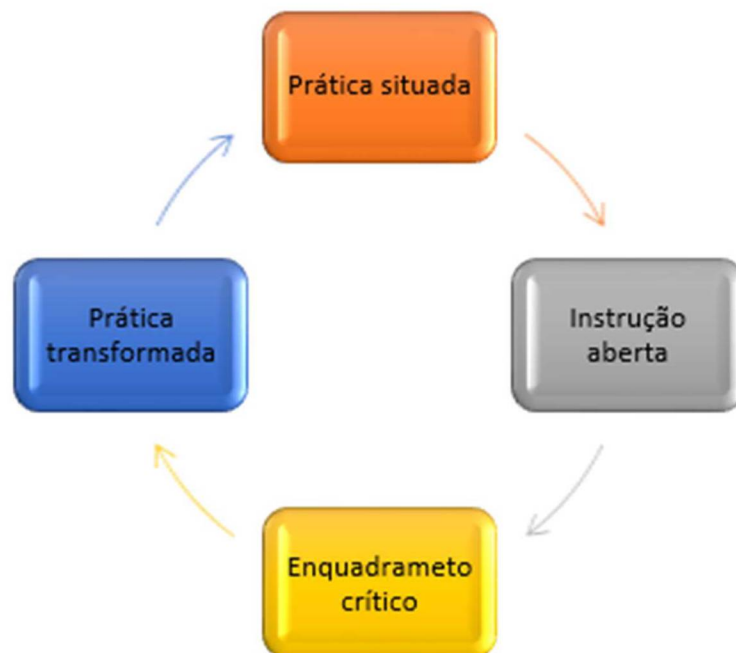 Prática situada
Instrução
aberta
Enquadrameto
crítico
Prática
transformada